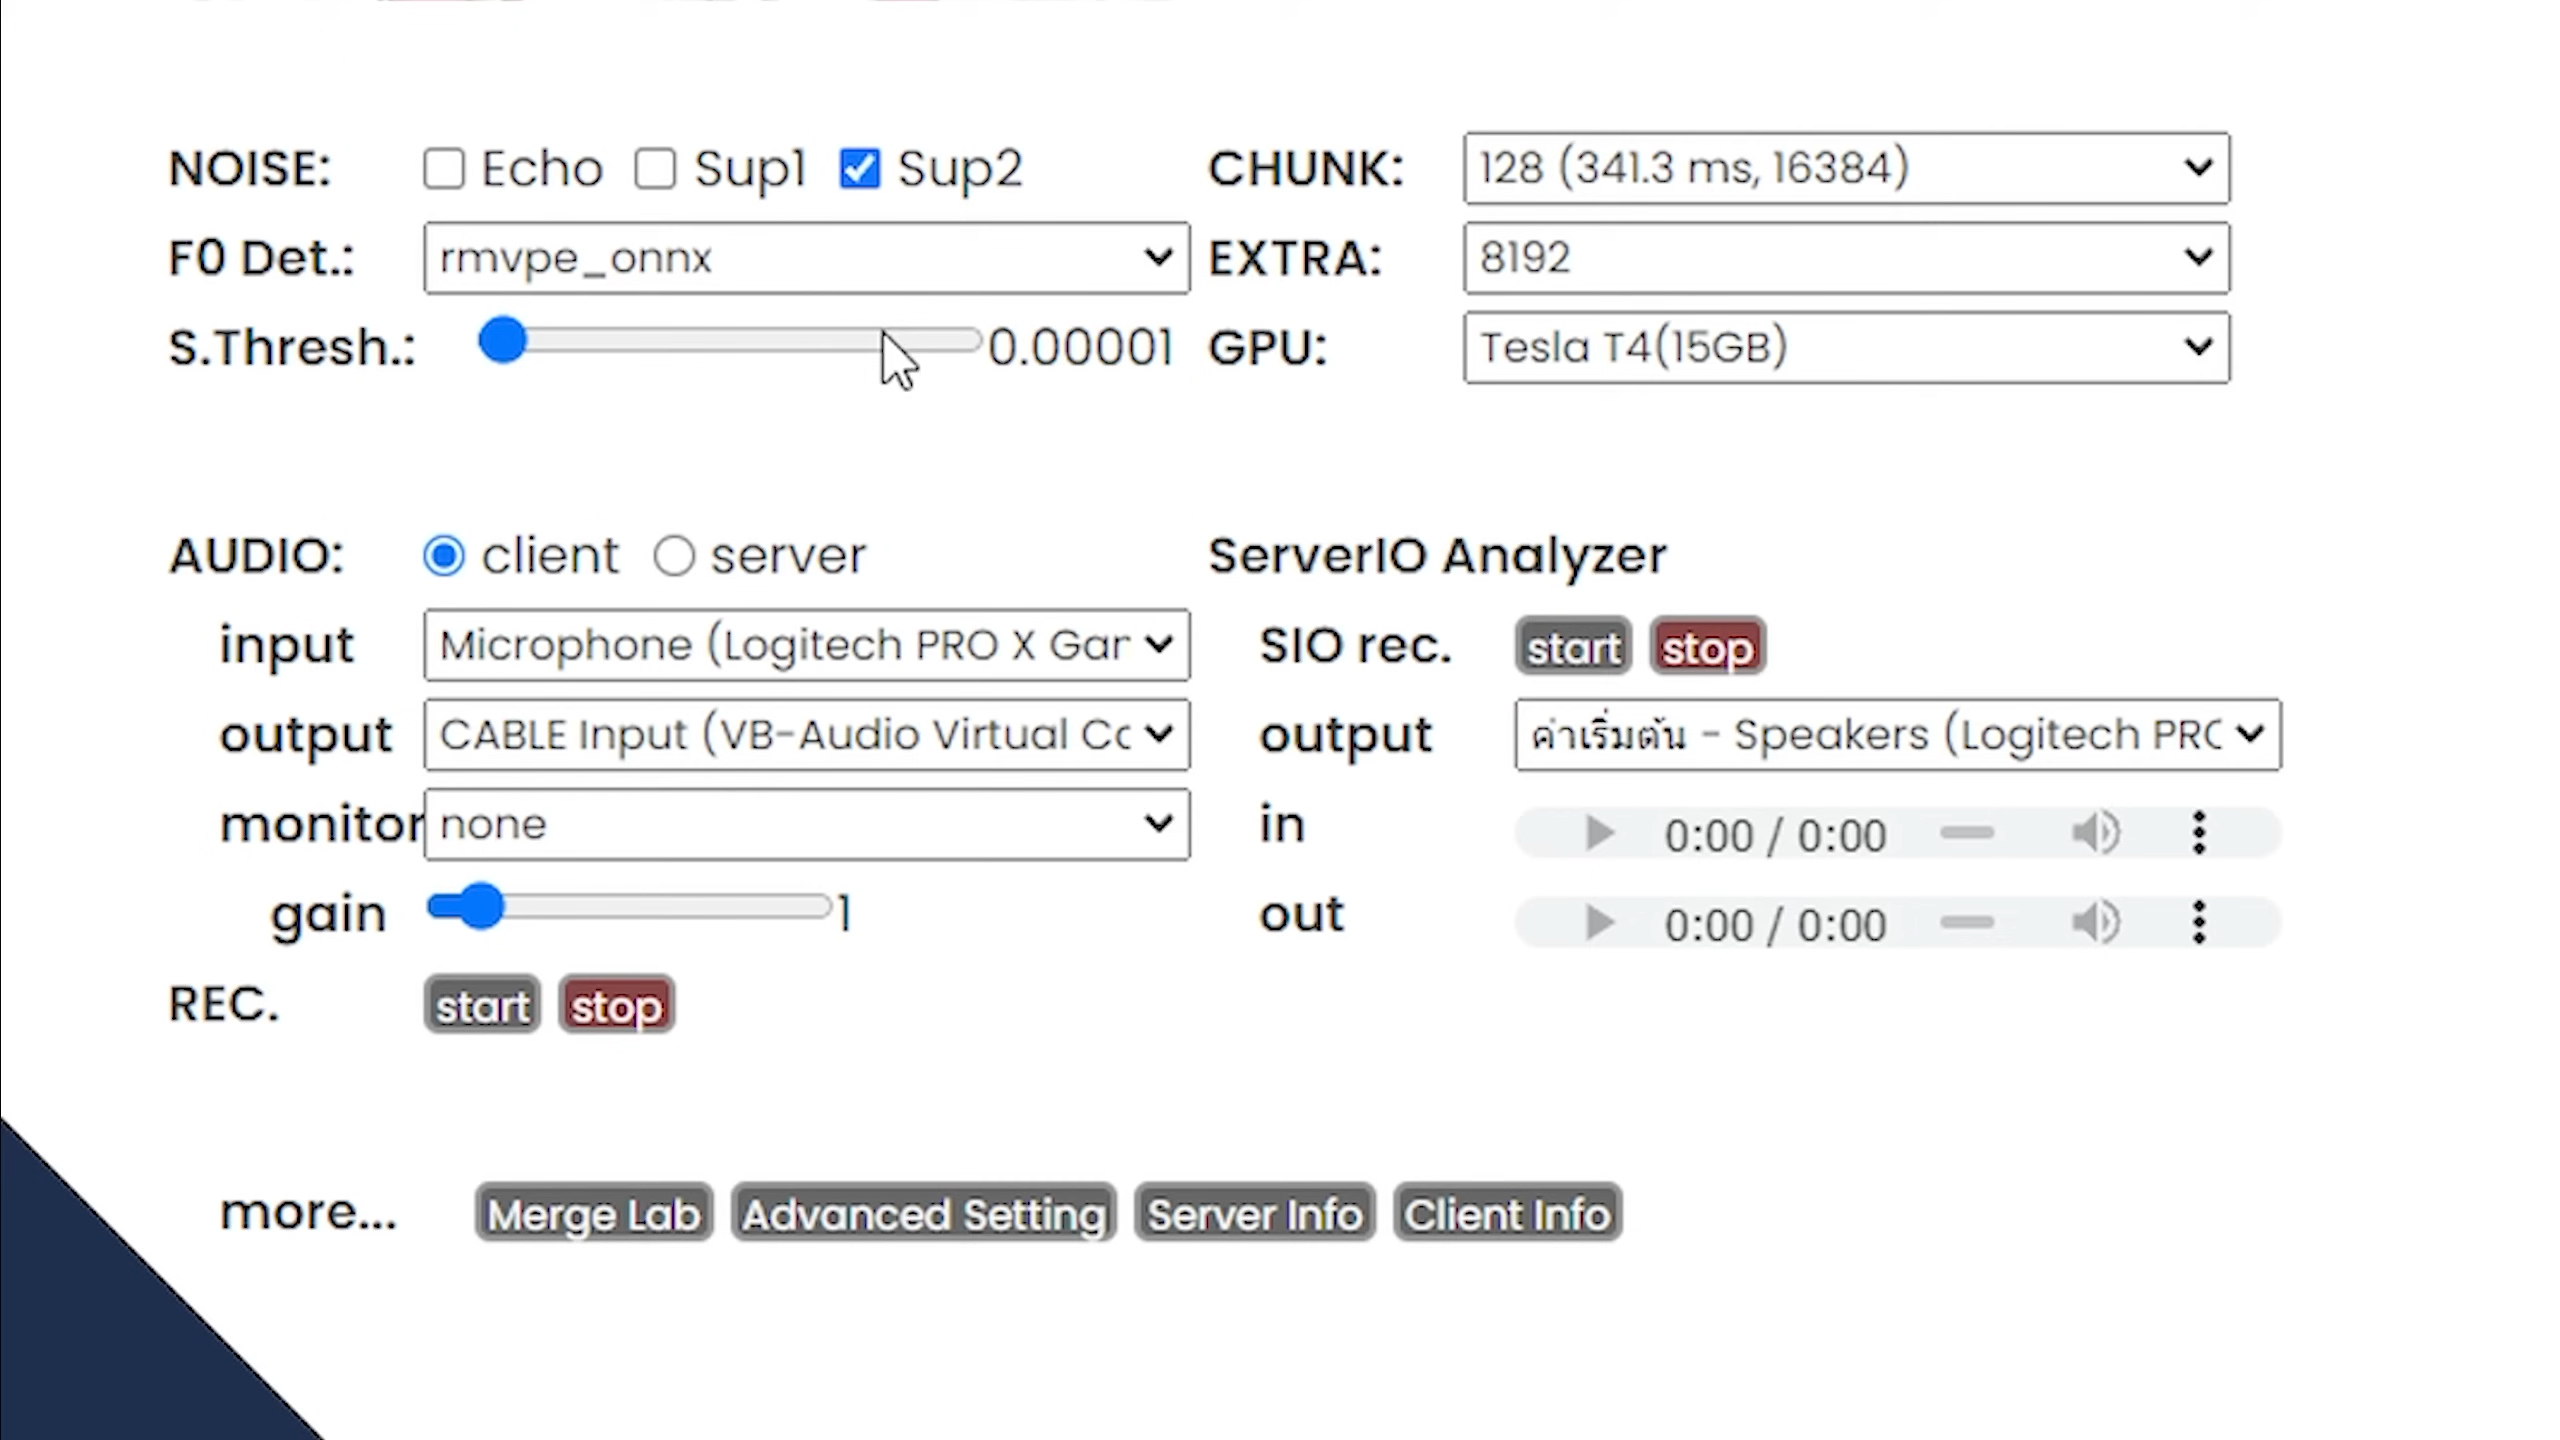 NOISE: Echo Sup1 Sup2 CHUNK: 128 (341.3 ms, 16384)
F0 Det.: rmvpe_onnx EXTRA: 8192
S.Thresh.: 0.00001 GPU: Tesla T4(15GB)
AUDIO: client server ServerIO Analyzer
input Microphone (Logitech PRO X Gar SIO rec. start stop
output CABLE Input (VB-Audio Virtual Cc output ค่าเริ่มต้น - Speakers (Logitech PRC
monitor none in 0:00 / 0:00
gain 1 out 0:00 / 0:00
REC. start stop
more... Merge Lab Advanced Setting Server Info Client Info